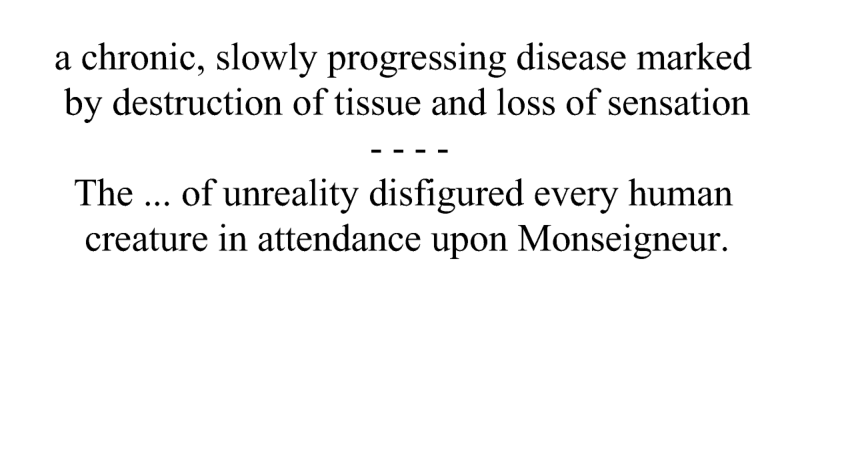 a chronic, slowly progressing disease marked
by destruction of tissue and loss of sensation
- - - -
The ... of unreality disfigured every human
creature in attendance upon Monseigneur.